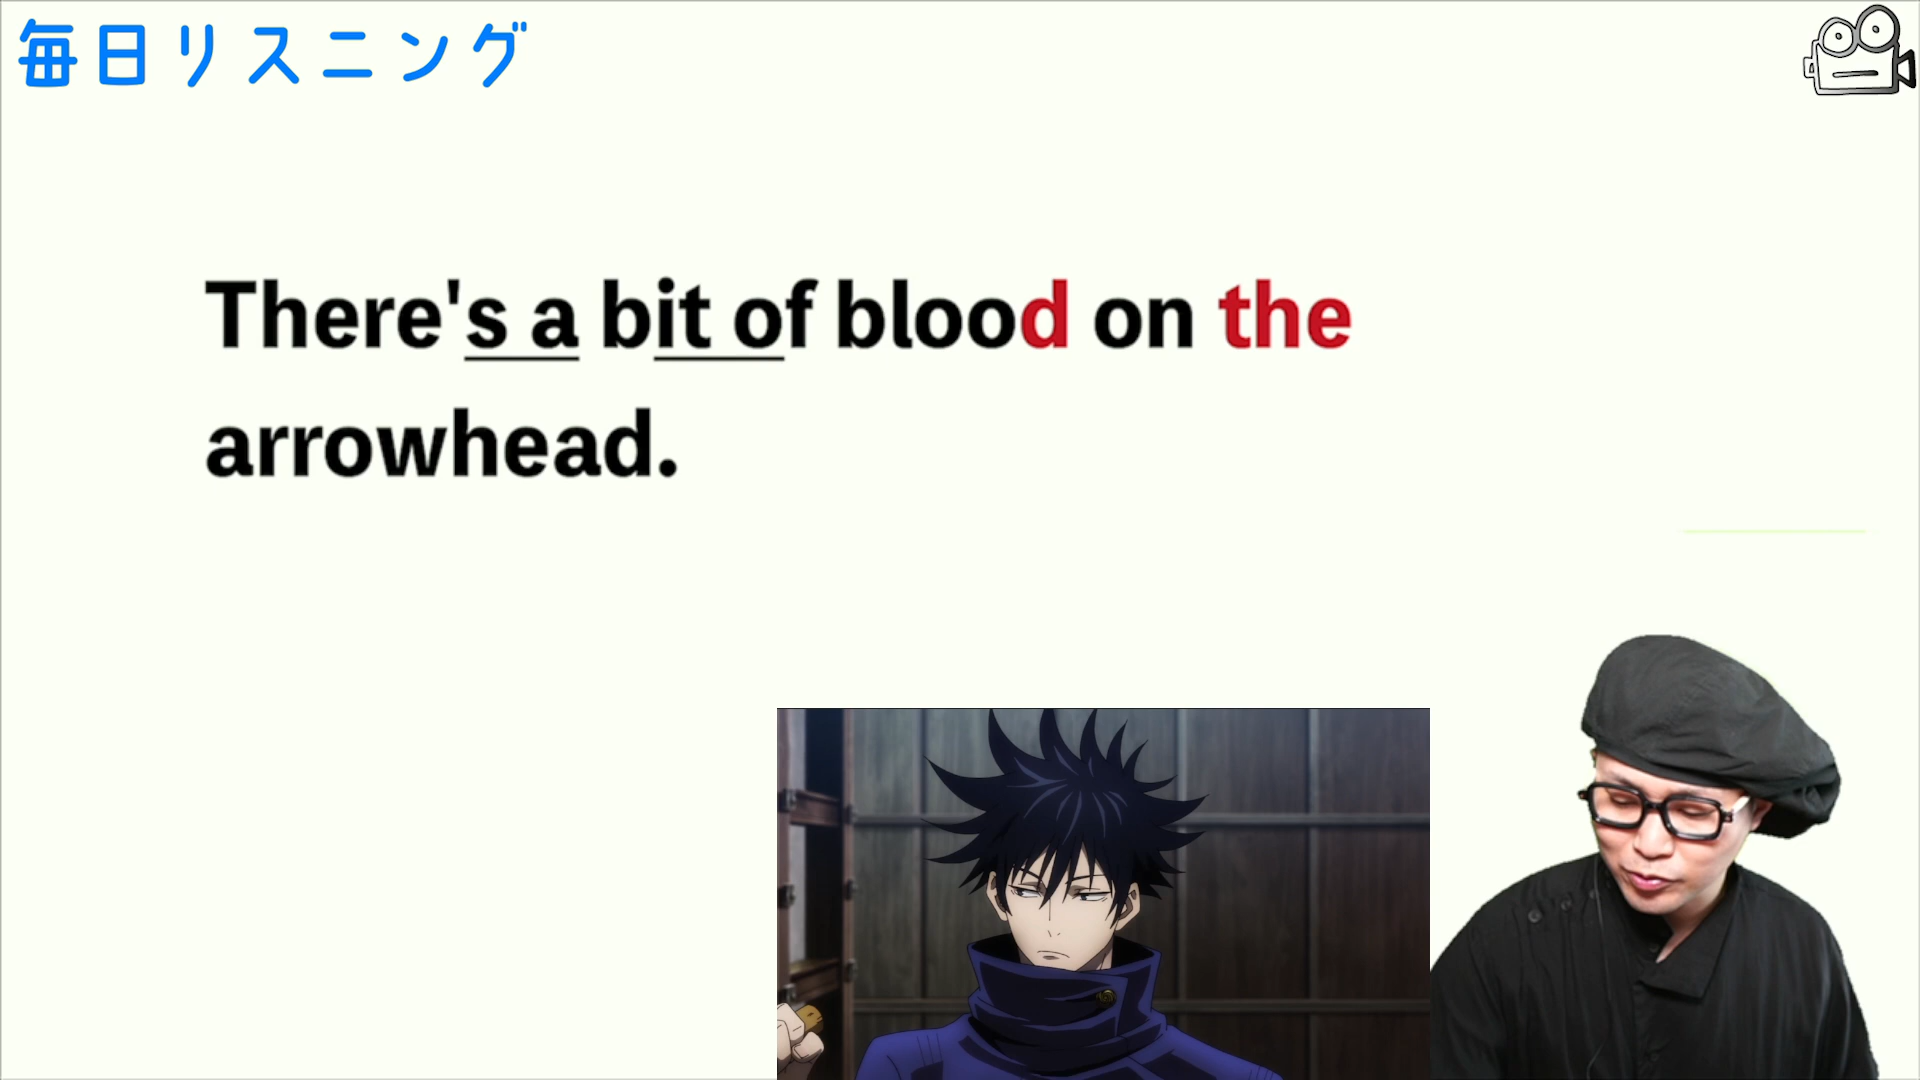 毎日リスニング
There's a bit of blood on the
arrowhead.